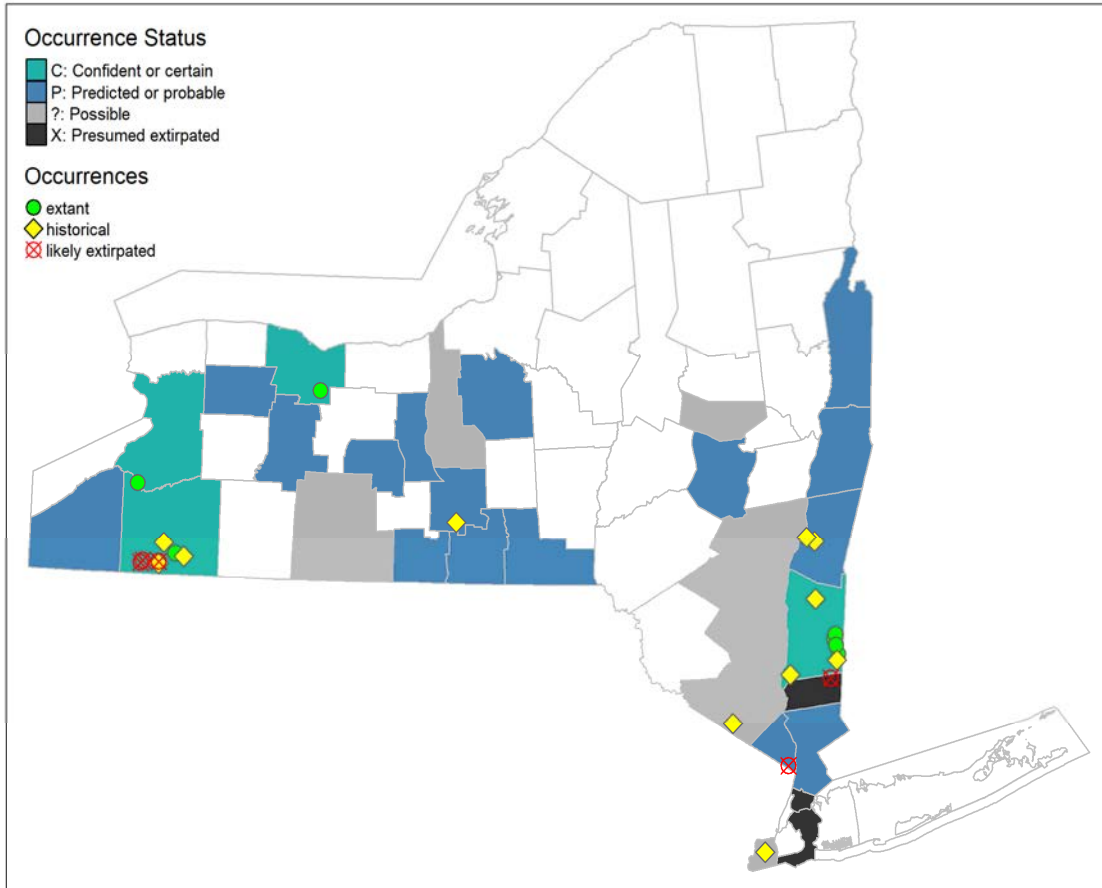 Occurrence Status
C: Confident or certain
P: Predicted or probable
?: Possible
X: Presumed extirpated
Occurrences
extant
historical
likely extirpated